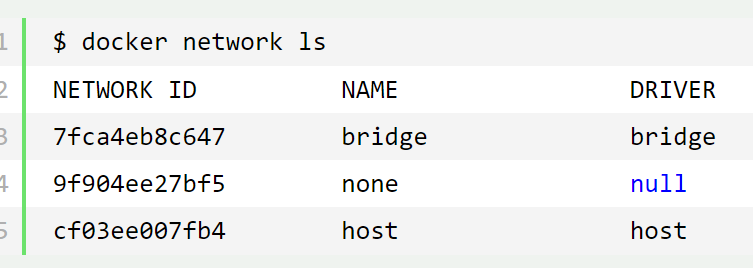 1 $ docker network ls
2 NETWORK ID NAME DRIVER
3 7fca4eb8c647 bridge bridge
4 9f904ee27bf5 none null
5 cf03ee007fb4 host host